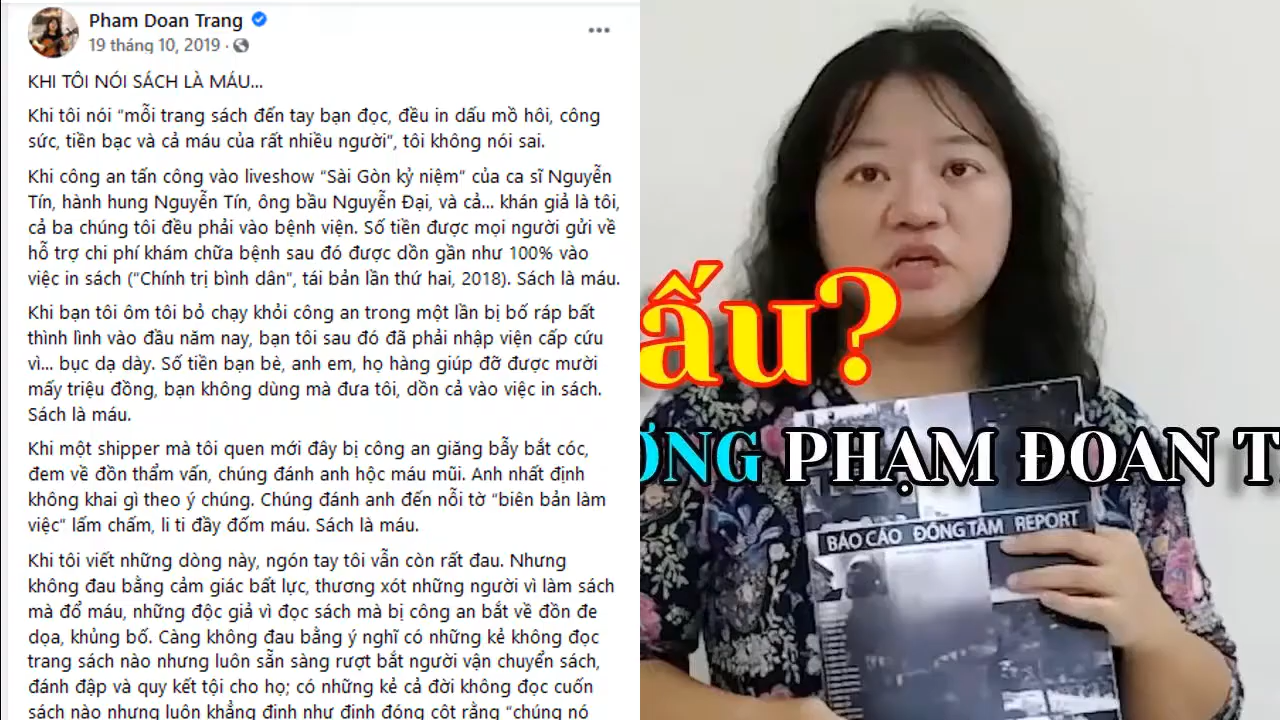 Pham Doan Trang
19 tháng 10, 2019 ·
KHI TÔI NÓI SÁCH LÀ MÁU...
Khi tôi nói “mỗi trang sách đến tay bạn đọc, đều in dấu mồ hôi, công
sức, tiền bạc và cả máu của rất nhiều người”, tôi không nói sai.
Khi công an tấn công vào liveshow “Sài Gòn kỷ niệm” của ca sĩ Nguyễn
Tín, hành hung Nguyễn Tín, ông bầu Nguyễn Đại, và cả... khán giả là tôi,
cả ba chúng tôi đều phải vào bệnh viện. Số tiền được mọi người gửi về
hỗ trợ chi phí khám chữa bệnh sau đó được dồn gần như 100% vào
việc in sách (“Chính trị bình dân”, tái bản lần thứ hai, 2018). Sách là máu.
Khi bạn tôi ôm tôi bỏ chạy khỏi công an trong một lần bị bố ráp bất
thình lình vào đầu năm nay, bạn tôi sau đó đã phải nhập viện cấp cứu
vì... bục dạ dày. Số tiền bạn bè, anh em, họ hàng giúp đỡ được mười
mấy triệu đồng, bạn không dùng mà đưa tôi, dồn cả vào việc in sách.
Sách là máu.
Khi một shipper mà tôi quen mới đây bị công an giăng bẫy bắt cóc,
đem về đồn thẩm vấn, chúng đánh anh hộc máu mũi. Anh nhất định
không khai gì theo ý chúng. Chúng đánh anh đến nỗi tờ “biên bản làm
việc” lấm chấm, li ti đầy đốm máu. Sách là máu.
Khi tôi viết những dòng này, ngón tay tôi vẫn còn rất đau. Nhưng
không đau bằng cảm giác bất lực, thương xót những người vì làm sách
mà đổ máu, những độc giả vì đọc sách mà bị công an bắt về đồn đe
dọa, khủng bố. Càng không đau bằng ý nghĩ có những kẻ không đọc
trang sách nào nhưng luôn sẵn sàng rượt bắt người vận chuyển sách,
đánh đập và quy kết tội cho họ; có những kẻ cả đời không đọc cuốn
sách nào nhưng luôn khẳng định như đinh đóng cột rằng “chúng nó
ấu?
ƠNG PHẠM ĐOAN T
BÁO CÁO ĐỒNG TÂM REPORT